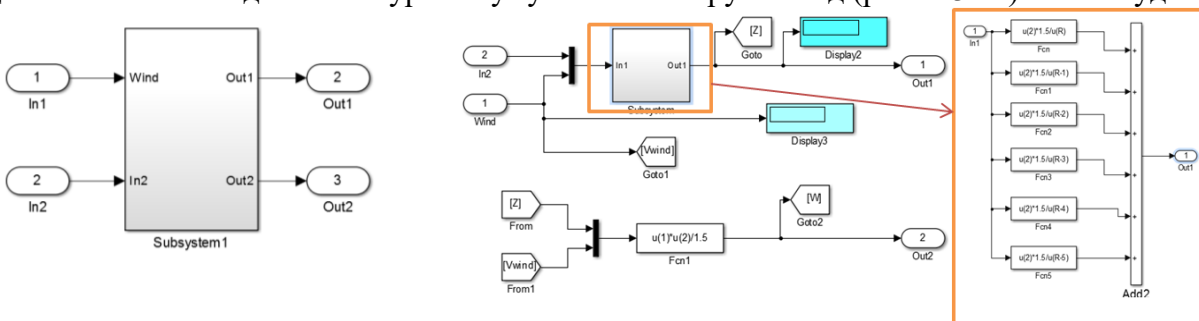 1
In1
2
In2
Wind
In2
Out1
Out2
Subsystem1
2
Out1
3
Out2
2
In2
1
Wind
In1
Out1
[Z]
Goto
Display2
1
Out1
Display3
[Vwind]
Goto1
[Z]
From
[Vwind]
From1
u(1)*u(2)/1.5
Fcn1
[W]
Goto2
2
Out2
1
In1
u(2)*1.5/u(R)
Fcn
u(2)*1.5/u(R-1)
Fcn1
u(2)*1.5/u(R-2)
Fcn2
u(2)*1.5/u(R-3)
Fcn3
u(2)*1.5/u(R-4)
Fcn4
u(2)*1.5/u(R-5)
Fcn5
+
+
+
+
+
+
Add2
1
Out1